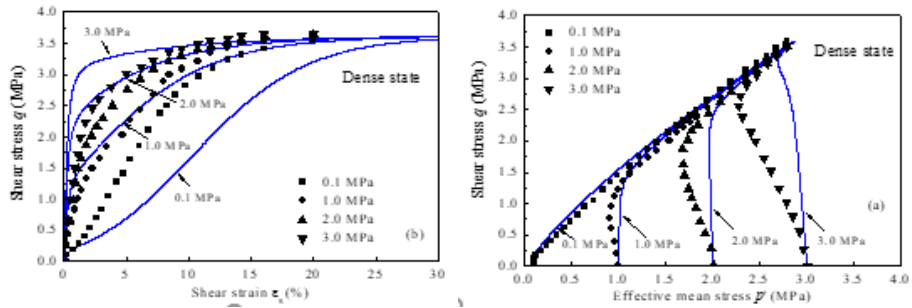 4.0
3.5
3.0
2.5
2.0
1.5
1.0
0.5
0.0
Shear stress q (MPa)
3.0 MPa
Dense state
2.0 MPa
1.0 MPa
0.1 MPa
0.1 MPa
1.0 MPa
2.0 MPa
3.0 MPa
(b)
0 5 10 15 20 25 30
Shear strain εs(%)
4.0
3.5
3.0
2.5
2.0
1.5
1.0
0.5
0.0
Shear stress q (MPa)
0.1 MPa
1.0 MPa
2.0 MPa
3.0 MPa
Dense state
(a)
0.1 MPa
1.0 MPa
2.0 MPa
3.0 MPa
0.0 0.5 1.0 1.5 2.0 2.5 3.0 3.5 4.0
Effective mean stress p' (MPa)